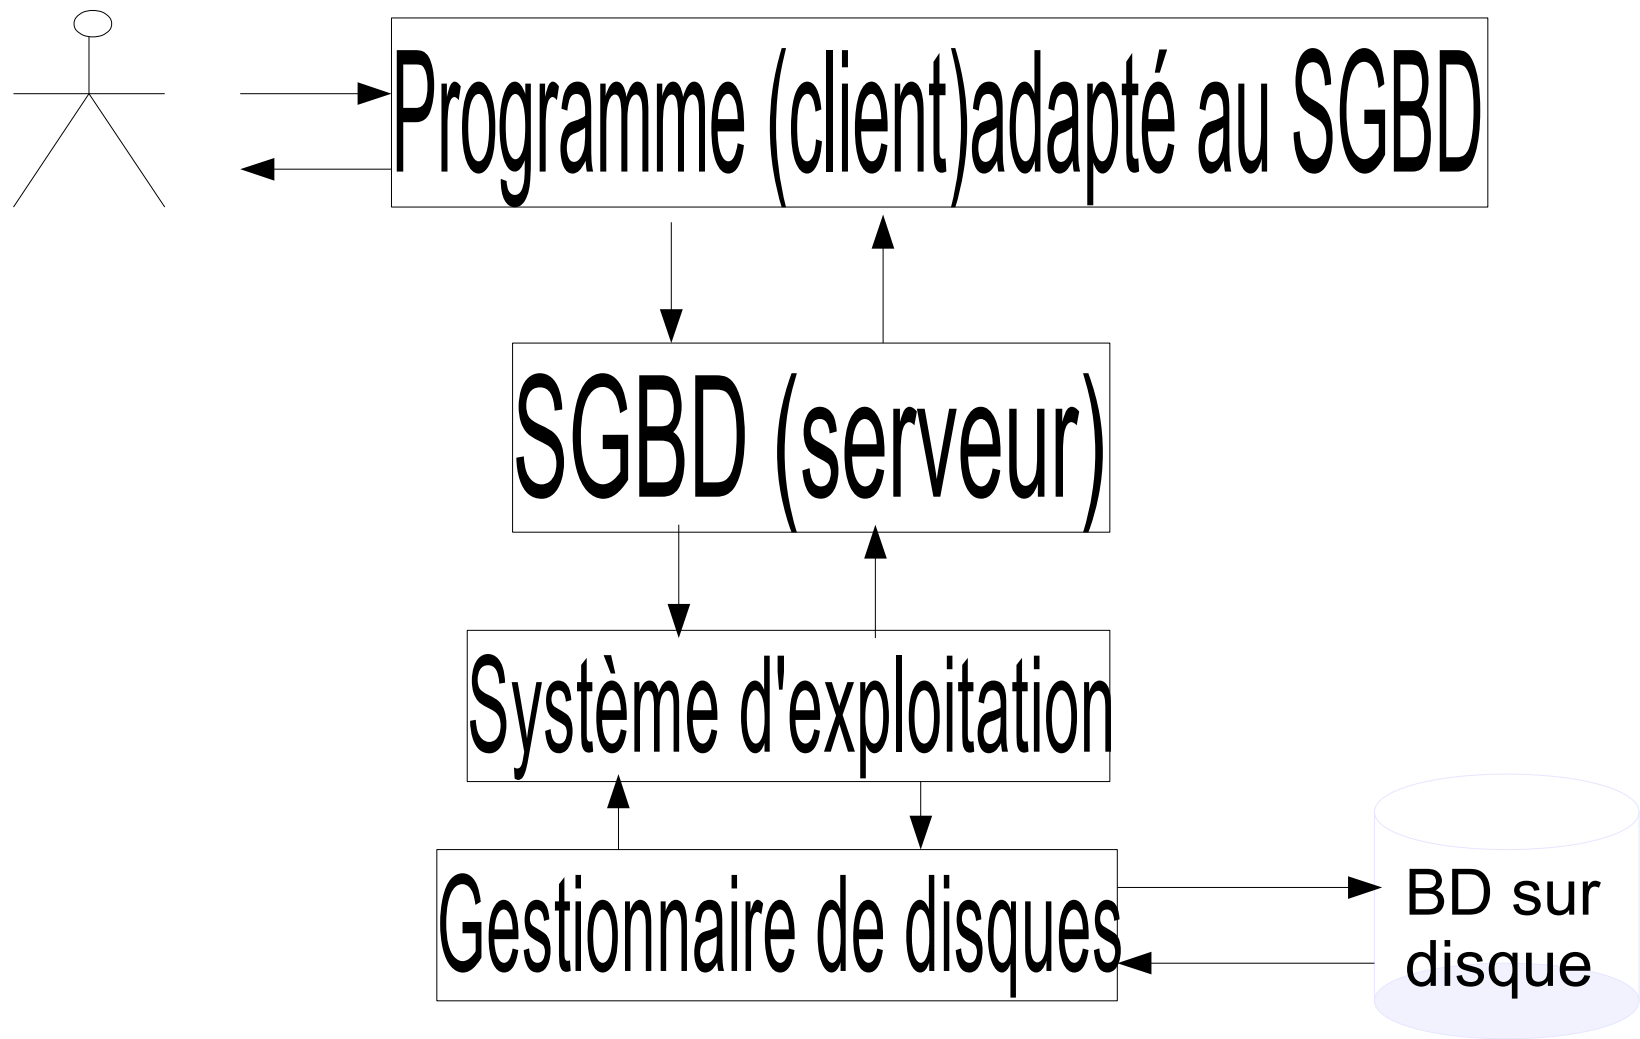 Programme (client)adapté au SGBD
SGBD (serveur)
Système d'exploitation
Gestionnaire de disques
BD sur
disque